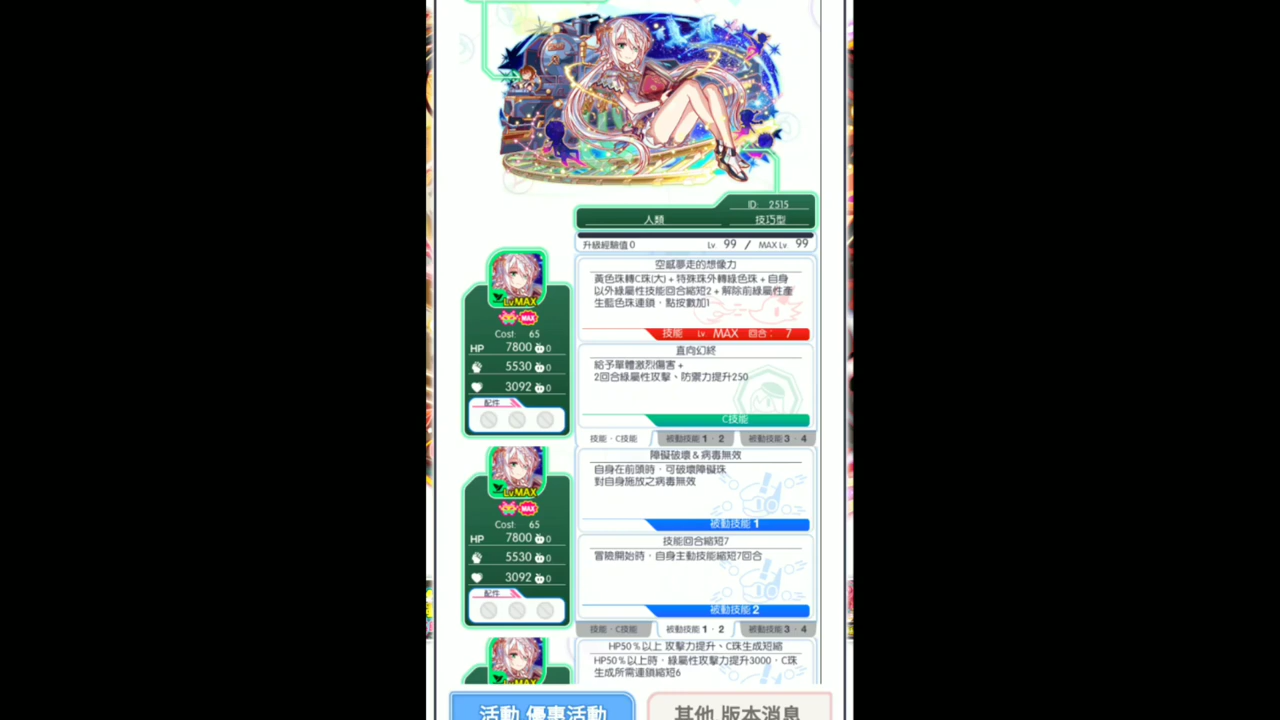 ID: 2515
人類 技巧型
升級經驗值0 Lv. 99 / MAX Lv. 99
空感夢走的想像力
黃色珠轉C珠(大)+特殊珠外轉綠色珠+自身
以外綠屬性技能回合縮短2+解除前綠屬性產
生藍色珠連鎖．點按數加1
技能 Lv MAX 回合： 7
直向幻終
給予單體激烈傷害+
2回合綠屬性攻擊、防禦力提升250
C技能
Lv.MAX
MAX
Cost: 65
HP 7800 0
5530 0
3092 0
配件
技能．C技能 被動技能 1．2 被動技能 3．4
障礙破壞＆病毒無效
自身在前頭時，可破壞障礙珠
對自身施放之病毒無效
被動技能 1
技能回合縮短7
冒險開始時，自身主動技能縮短7回合
被動技能 2
Lv.MAX
MAX
Cost: 65
HP 7800 0
5530 0
3092 0
配件
技能．C技能 被動技能 1．2 被動技能 3．4
HP50％以上 攻擊力提升、C珠生成短縮
HP50％以上時，綠屬性攻擊力提升3000，C珠
生成所需連鎖縮短6
Lv.MAX
活動 優惠活動 其他 版本消息